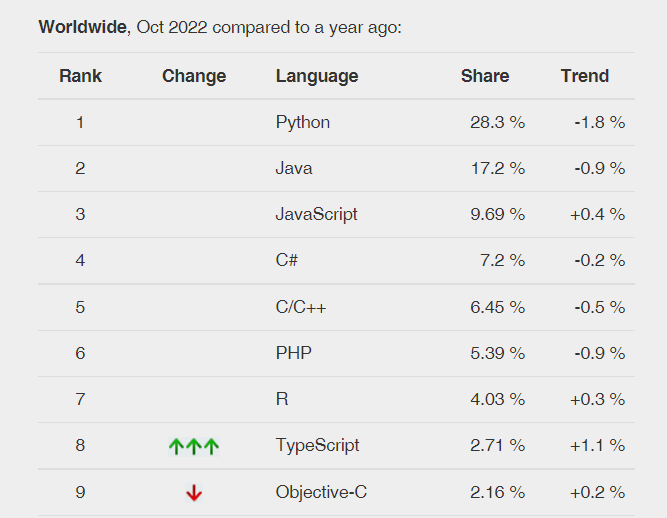 Worldwide, Oct 2022 compared to a year ago:
Rank Change Language Share Trend
1 Python 28.3 % -1.8 %
2 Java 17.2 % -0.9 %
3 JavaScript 9.69 % +0.4 %
4 C# 7.2 % -0.2 %
5 C/C++ 6.45 % -0.5 %
6 PHP 5.39 % -0.9 %
7 R 4.03 % +0.3 %
8 ↑↑↑ TypeScript 2.71 % +1.1 %
9 ↓ Objective-C 2.16 % +0.2 %